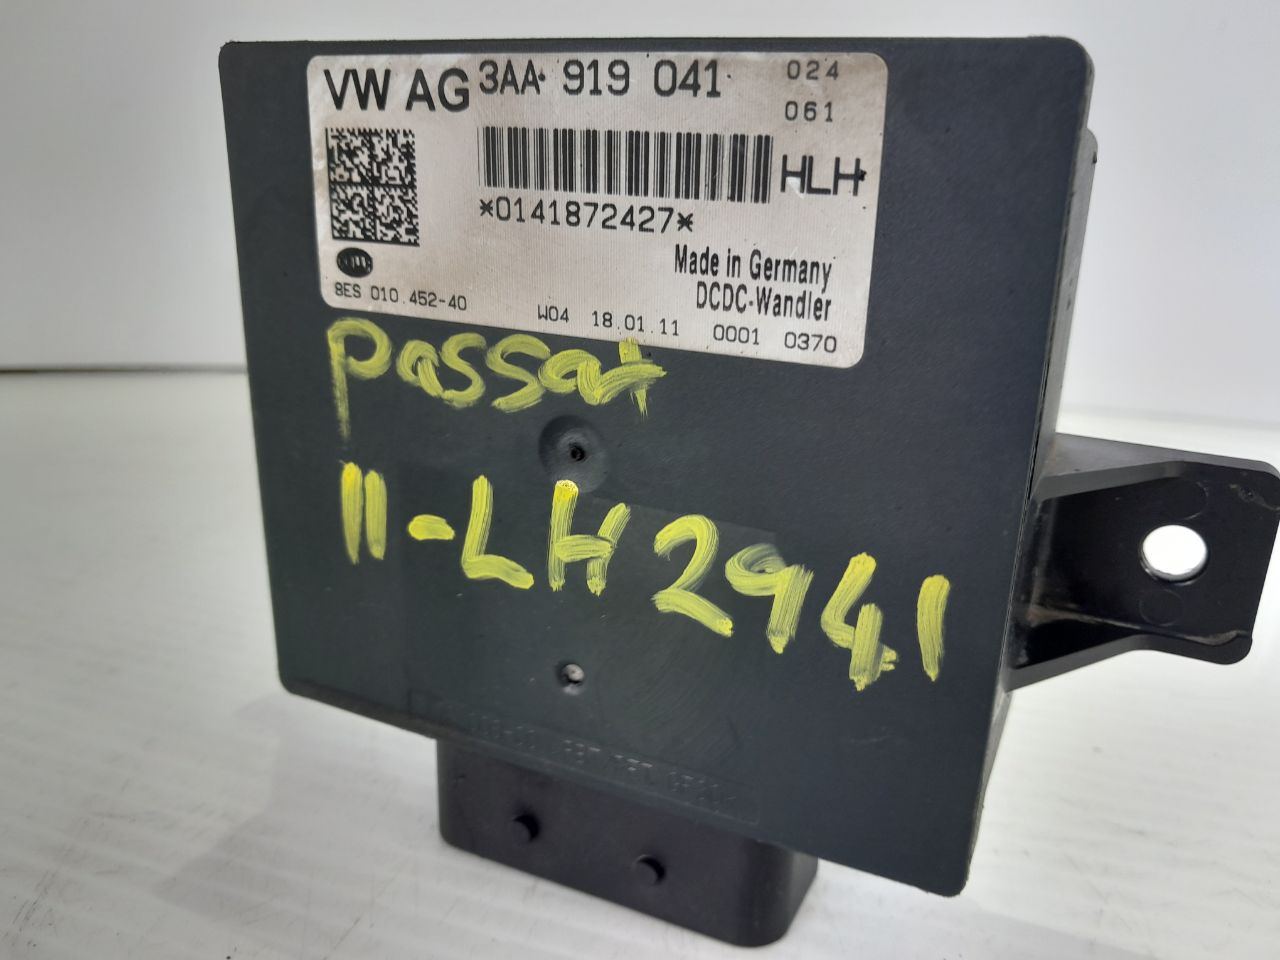 VW AG 3AA 919 041 024
061
HLH
*0141872427*
Made in Germany
DCDC-Wandler
8ES 010.452-40 W04 18.01.11 0001 0370
Passat
11-LH2941